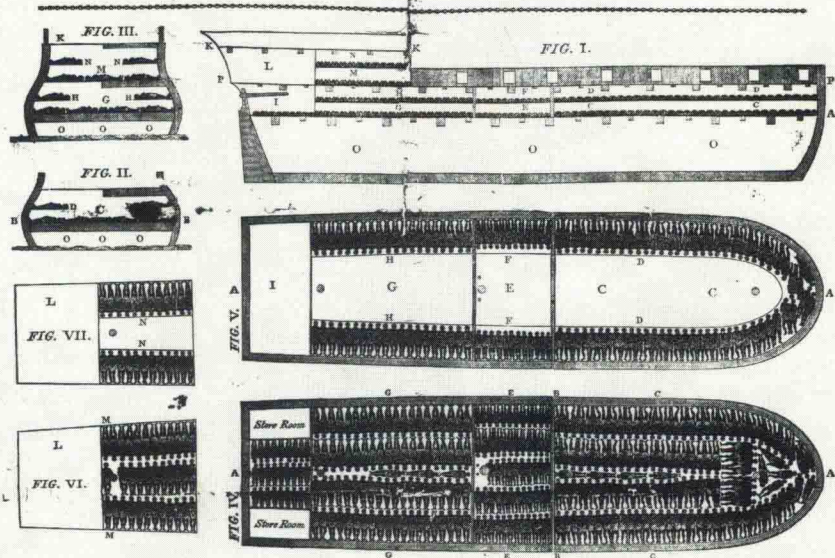 FIG. III.
K
N M N
H G H
O O O
FIG. I.
K K
L N
M
P
I
G F D D
G E C C
A
O O O
FIG. II.
D C
B B
O O O
L
FIG. VII.
N
N
FIG. V.
A I H F D A
G E C C
H F D
M
L
FIG. VI.
M
FIG. IV.
G E B C
Store Room
A A
Store Room
G E B C